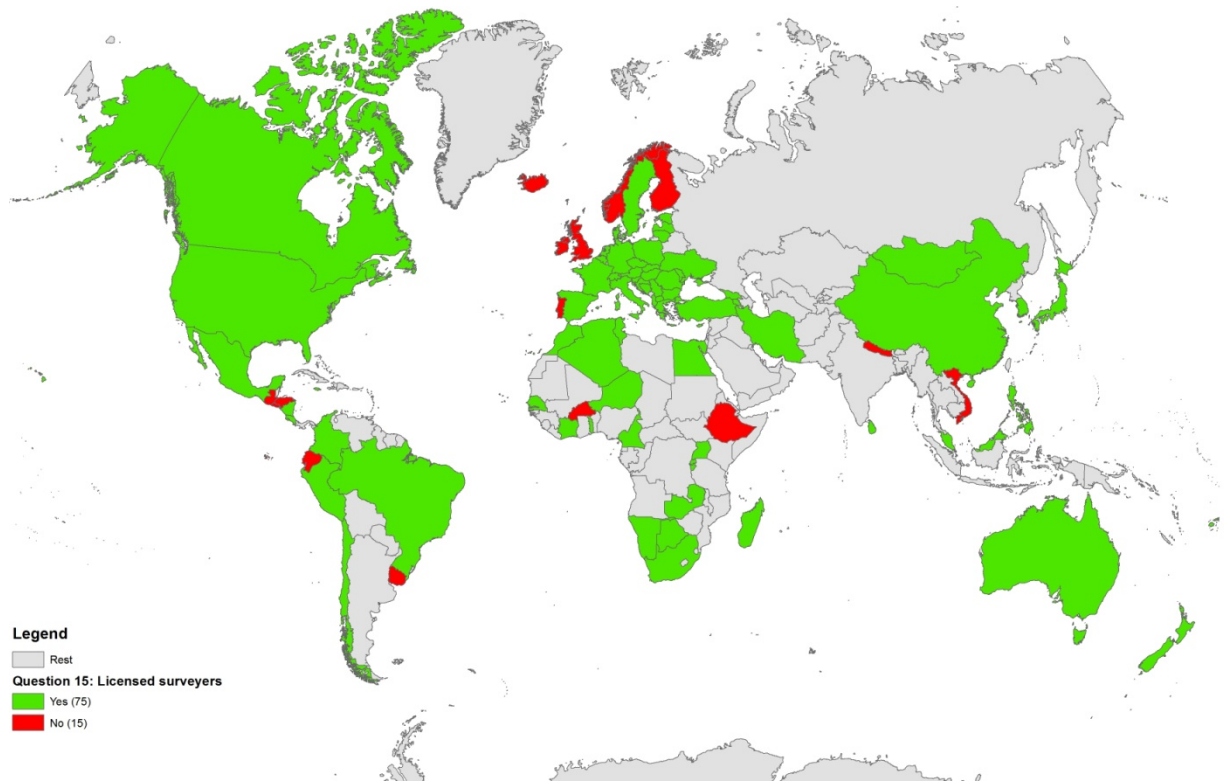 Legend
Rest
Question 15: Licensed surveyers
Yes (75)
No (15)